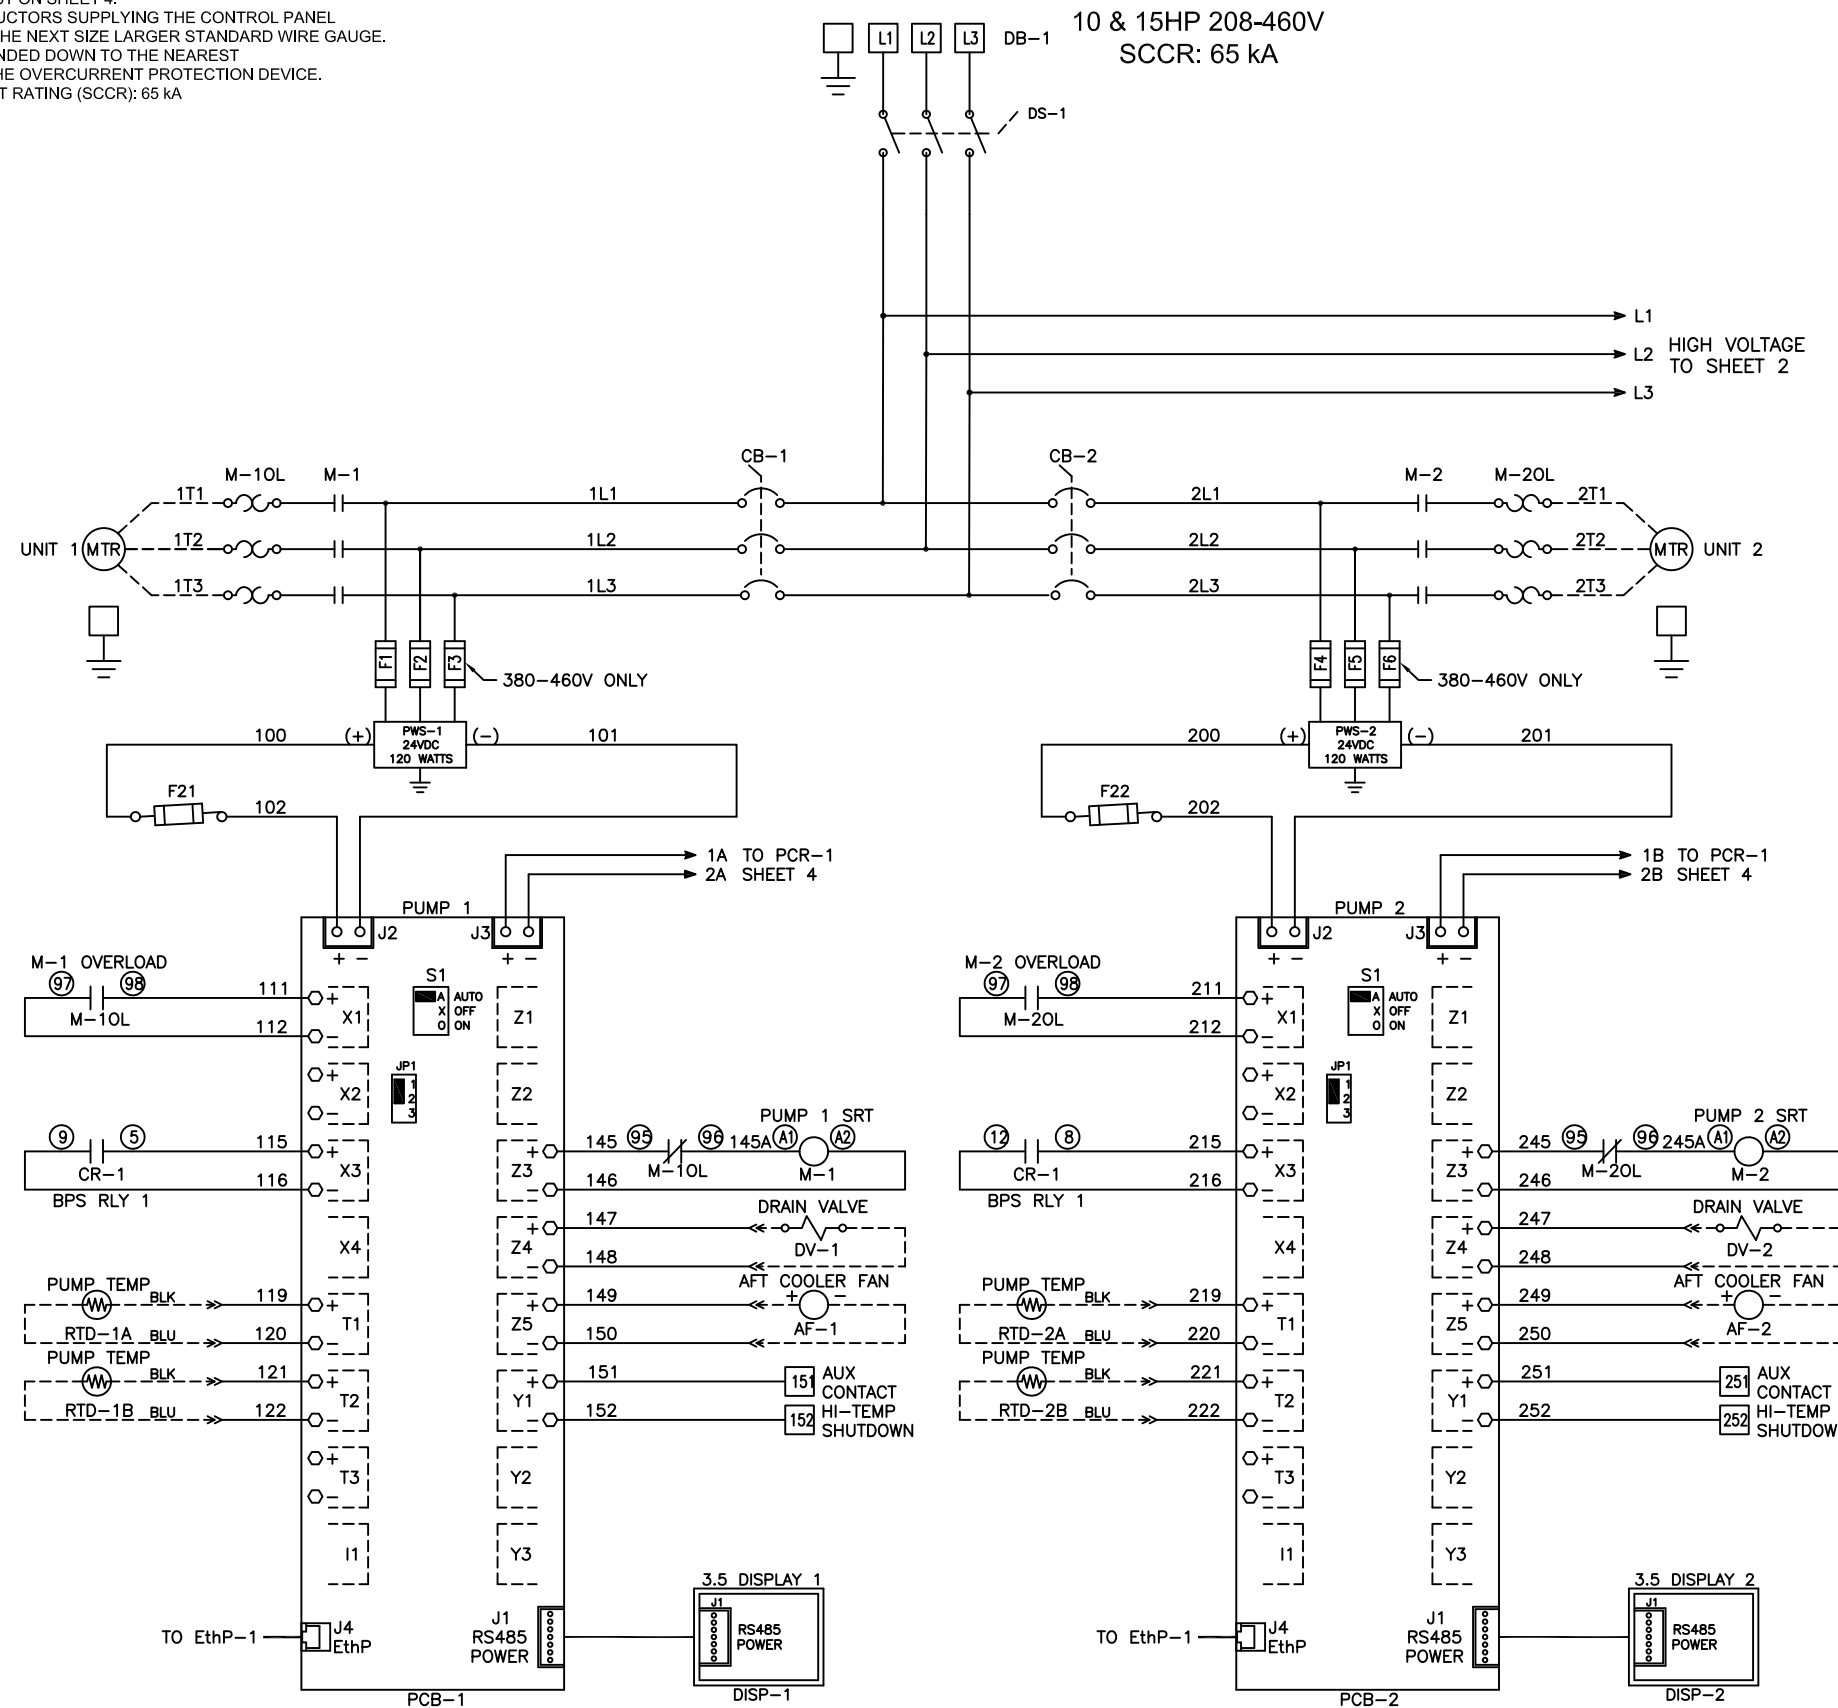 UCTORS SUPPLYING THE CONTROL PANEL
HE NEXT SIZE LARGER STANDARD WIRE GAUGE.
NDED DOWN TO THE NEAREST
HE OVERCURRENT PROTECTION DEVICE.
T RATING (SCCR): 65 kA
10 & 15HP 208-460V
SCCR: 65 kA
L1 L2 L3 DB-1
DS-1
L1
L2 HIGH VOLTAGE
TO SHEET 2
L3
CB-1 CB-2
M-1OL M-1 M-2 M-2OL
1T1 1L1 2L1 2T1
UNIT 1 MTR 1T2 1L2 2L2 2T2 MTR UNIT 2
1T3 1L3 2L3 2T3
F1 F2 F3 F4 F5 F6
380-460V ONLY 380-460V ONLY
100 (+) PWS-1 (-) 101 200 (+) PWS-2 (-) 201
24VDC 24VDC
120 WATTS 120 WATTS
F21 F22
102 202
1A TO PCR-1 1B TO PCR-1
2A SHEET 4 2B SHEET 4
PUMP 1 PUMP 2
J2 J3 J2 J3
+ - + - + - + -
M-1 OVERLOAD M-2 OVERLOAD
97 98 111 + X1 97 98 211 + X1
M-1OL M-2OL
112 - 212 -
S1 S1
A AUTO A AUTO
X OFF X OFF
O ON O ON
Z1 Z1
JP1 JP1
1 1
2 2
3 3
+ X2 - Z2 + X2 - Z2
PUMP 1 SRT PUMP 2 SRT
9 5 115 + X3 Z3 + 145 95 96 145A A1 A2 12 8 215 + X3 Z3 + 245 95 96 245A A1 A2
CR-1 M-1OL M-1 CR-1 M-2OL M-2
116 - - 146 216 - - 246
BPS RLY 1 BPS RLY 1
DRAIN VALVE DRAIN VALVE
X4 Z4 + 147 X4 Z4 + 247
DV-1 DV-2
- 148 - 248
PUMP TEMP AFT COOLER FAN PUMP TEMP AFT COOLER FAN
BLK 119 + T1 Z5 + 149 + - BLK 219 + T1 Z5 + 249 + -
RTD-1A BLU 120 - - 150 AF-1 RTD-2A BLU 220 - - 250 AF-2
PUMP TEMP PUMP TEMP
BLK 121 + T2 Y1 + 151 151 AUX BLK 221 + T2 Y1 + 251 251 AUX
CONTACT CONTACT
RTD-1B BLU 122 - - 152 152 HI-TEMP RTD-2B BLU 222 - - 252 252 HI-TEMP
SHUTDOWN SHUTDOW
+ T3 - Y2 + T3 - Y2
I1 Y3 I1 Y3
3.5 DISPLAY 1 3.5 DISPLAY 2
J1 J1
TO EthP-1 J4 J1 RS485 TO EthP-1 J4 J1 RS485
EthP RS485 POWER EthP RS485 POWER
POWER POWER
PCB-1 DISP-1 PCB-2 DISP-2